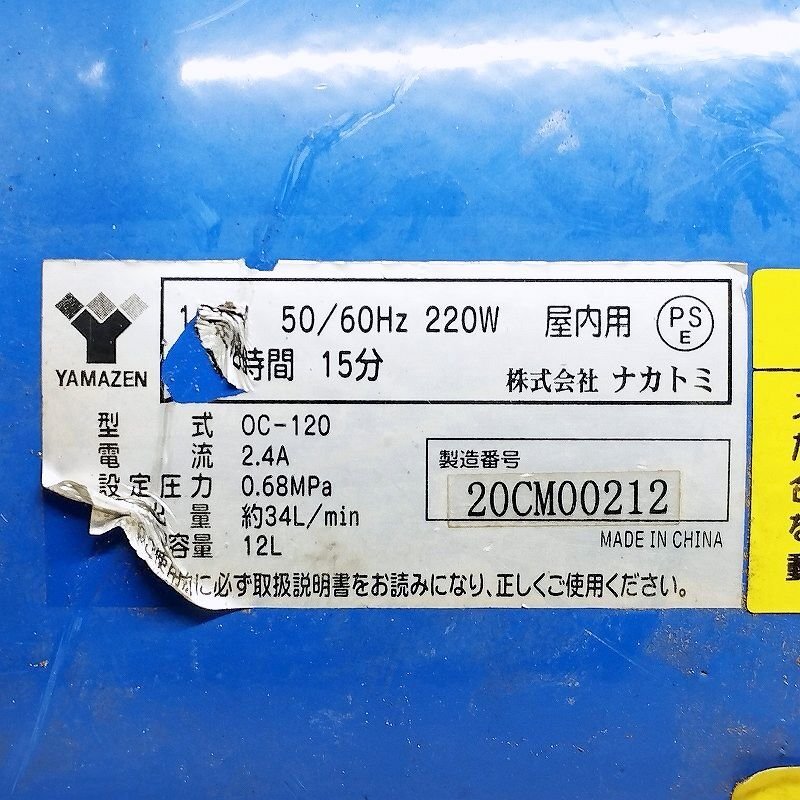 YAMAZEN
50/60Hz 220W 屋内用 PSE
時間 15分
株式会社 ナカトミ
型 式 OC-120
電 流 2.4A
設定圧力 0.68MPa
量 約34L/min
容量 12L
製造番号
20CM00212
MADE IN CHINA
に必ず取扱説明書をお読みになり、正しくご使用ください。